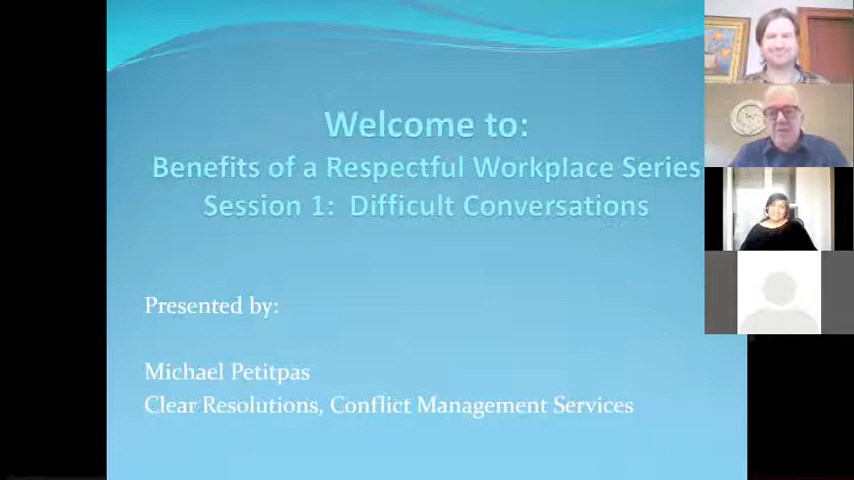 Welcome to:
Benefits of a Respectful Workplace Series
Session 1: Difficult Conversations
Presented by:
Michael Petitpas
Clear Resolutions, Conflict Management Services